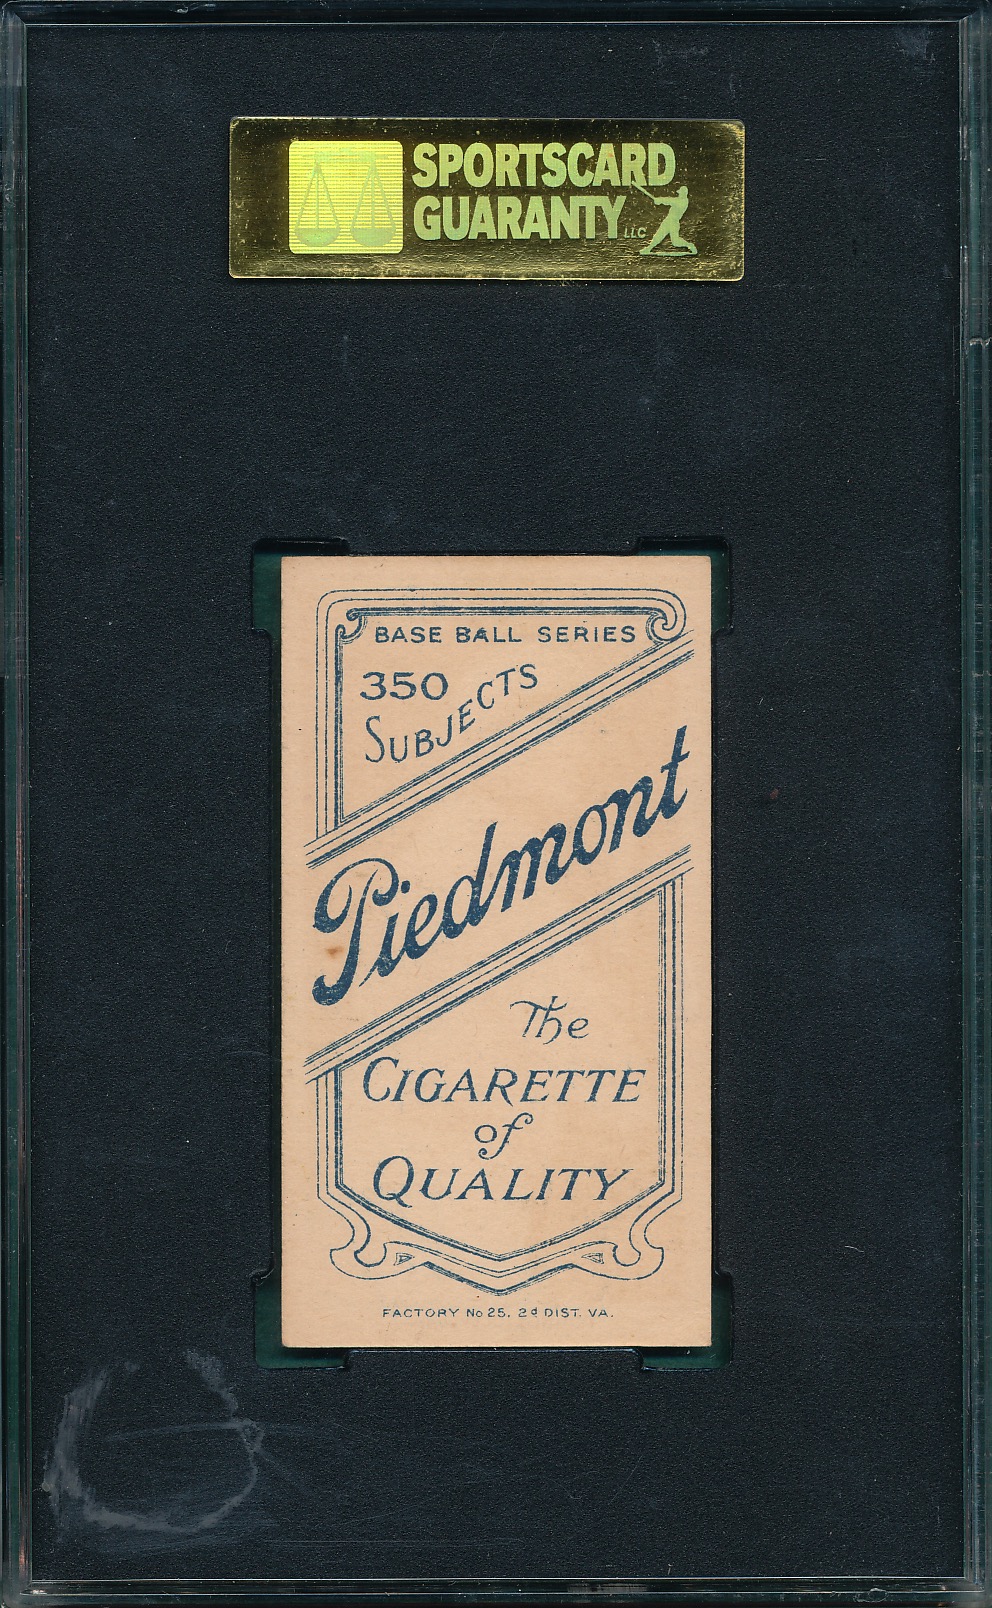 SPORTSCARD
GUARANTY LLC
BASE BALL SERIES
350
SUBJECTS
Piedmont
The
CIGARETTE
of
QUALITY
FACTORY No 25. 2d DIST. VA.